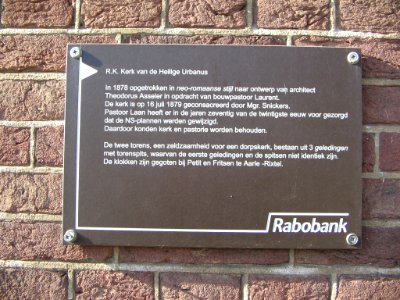 R.K. Kerk van de Heilige Urbanus
In 1878 opgetrokken in neo-romaanse stijl naar ontwerp van architect
Theodorus Asseler in opdracht van bouwpastoor Laurent.
De kerk is op 16 juli 1879 geconsacreerd door Mgr. Snickers.
Pastoor Laan heeft er in de jaren zeventig van de twintigste eeuw voor gezorgd
dat de NS-plannen werden gewijzigd.
Daardoor konden kerk en pastorie worden behouden.
De twee torens, een zeldzaamheid voor een dorpskerk, bestaan uit 3 geledingen
met torenspits, waarvan de eerste geledingen en de spitsen niet identiek zijn.
De klokken zijn gegoten bij Petit en Fritsen te Aarle -Rixtel.
Rabobank